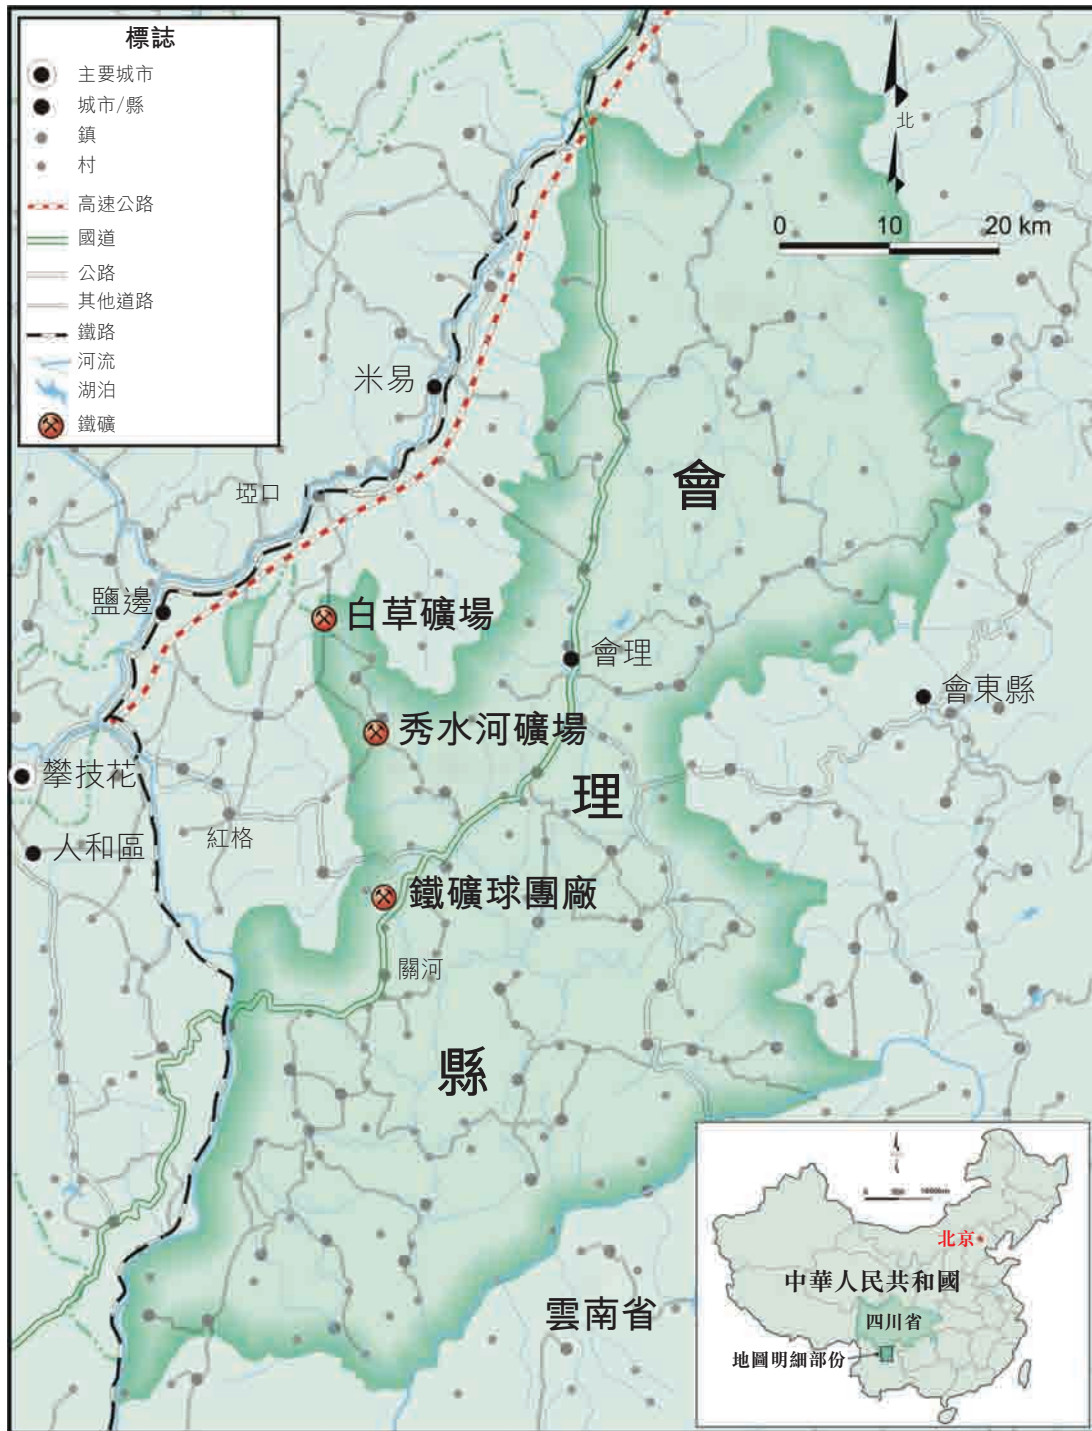 標誌
主要城市
城市/縣
鎮
村
高速公路
國道
公路
其他道路
鐵路
河流
湖泊
鐵礦
北
0 10 20 km
米易
會
埡口
鹽邊
白草礦場
會理
會東縣
秀水河礦場
攀技花
理
人和區
紅格
鐵礦球團廠
關河
縣
雲南省
北京
中華人民共和國
四川省
地圖明細部份